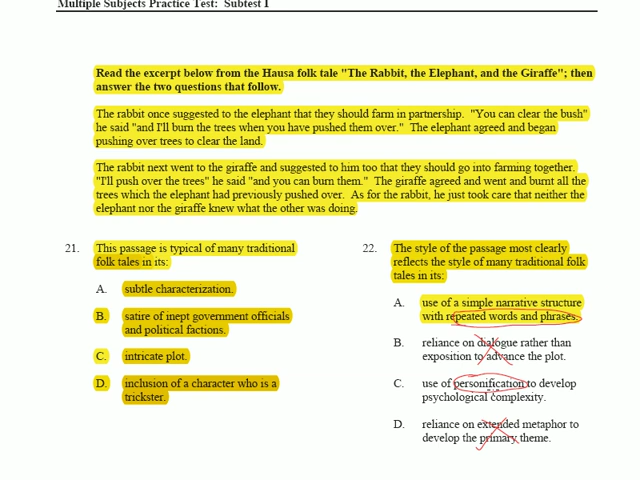 Multiple Subjects Practice Test: Subtest I
Read the excerpt below from the Hausa folk tale "The Rabbit, the Elephant, and the Giraffe"; then
answer the two questions that follow.
The rabbit once suggested to the elephant that they should farm in partnership. "You can clear the bush"
he said "and I'll burn the trees when you have pushed them over." The elephant agreed and began
pushing over trees to clear the land.
The rabbit next went to the giraffe and suggested to him too that they should go into farming together.
"I'll push over the trees" he said "and you can burn them." The giraffe agreed and went and burnt all the
trees which the elephant had previously pushed over. As for the rabbit, he just took care that neither the
elephant nor the giraffe knew what the other was doing.
21. This passage is typical of many traditional
folk tales in its:
A. subtle characterization.
B. satire of inept government officials
and political factions.
C. intricate plot.
D. inclusion of a character who is a
trickster.
22. The style of the passage most clearly
reflects the style of many traditional folk
tales in its:
A. use of a simple narrative structure
with repeated words and phrases.
B. reliance on dialogue rather than
exposition to advance the plot.
C. use of personification to develop
psychological complexity.
D. reliance on extended metaphor to
develop the primary theme.